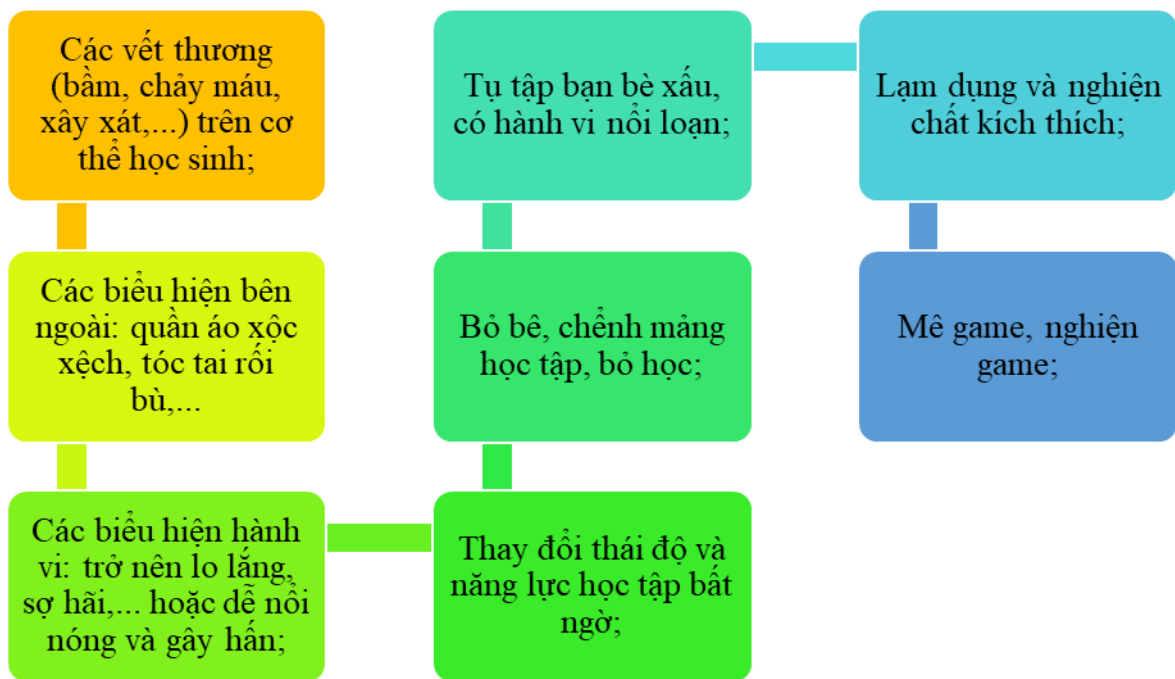 Các vết thương
(bầm, chảy máu,
xây xát,...) trên cơ
thể học sinh;
Các biểu hiện bên
ngoài: quần áo xộc
xệch, tóc tai rối
bù,...
Các biểu hiện hành
vi: trở nên lo lắng,
sợ hãi,... hoặc dễ nổi
nóng và gây hấn;
Thay đổi thái độ và
năng lực học tập bất
ngờ;
Bỏ bê, chểnh mảng
học tập, bỏ học;
Tụ tập bạn bè xấu,
có hành vi nổi loạn;
Lạm dụng và nghiện
chất kích thích;
Mê game, nghiện
game;